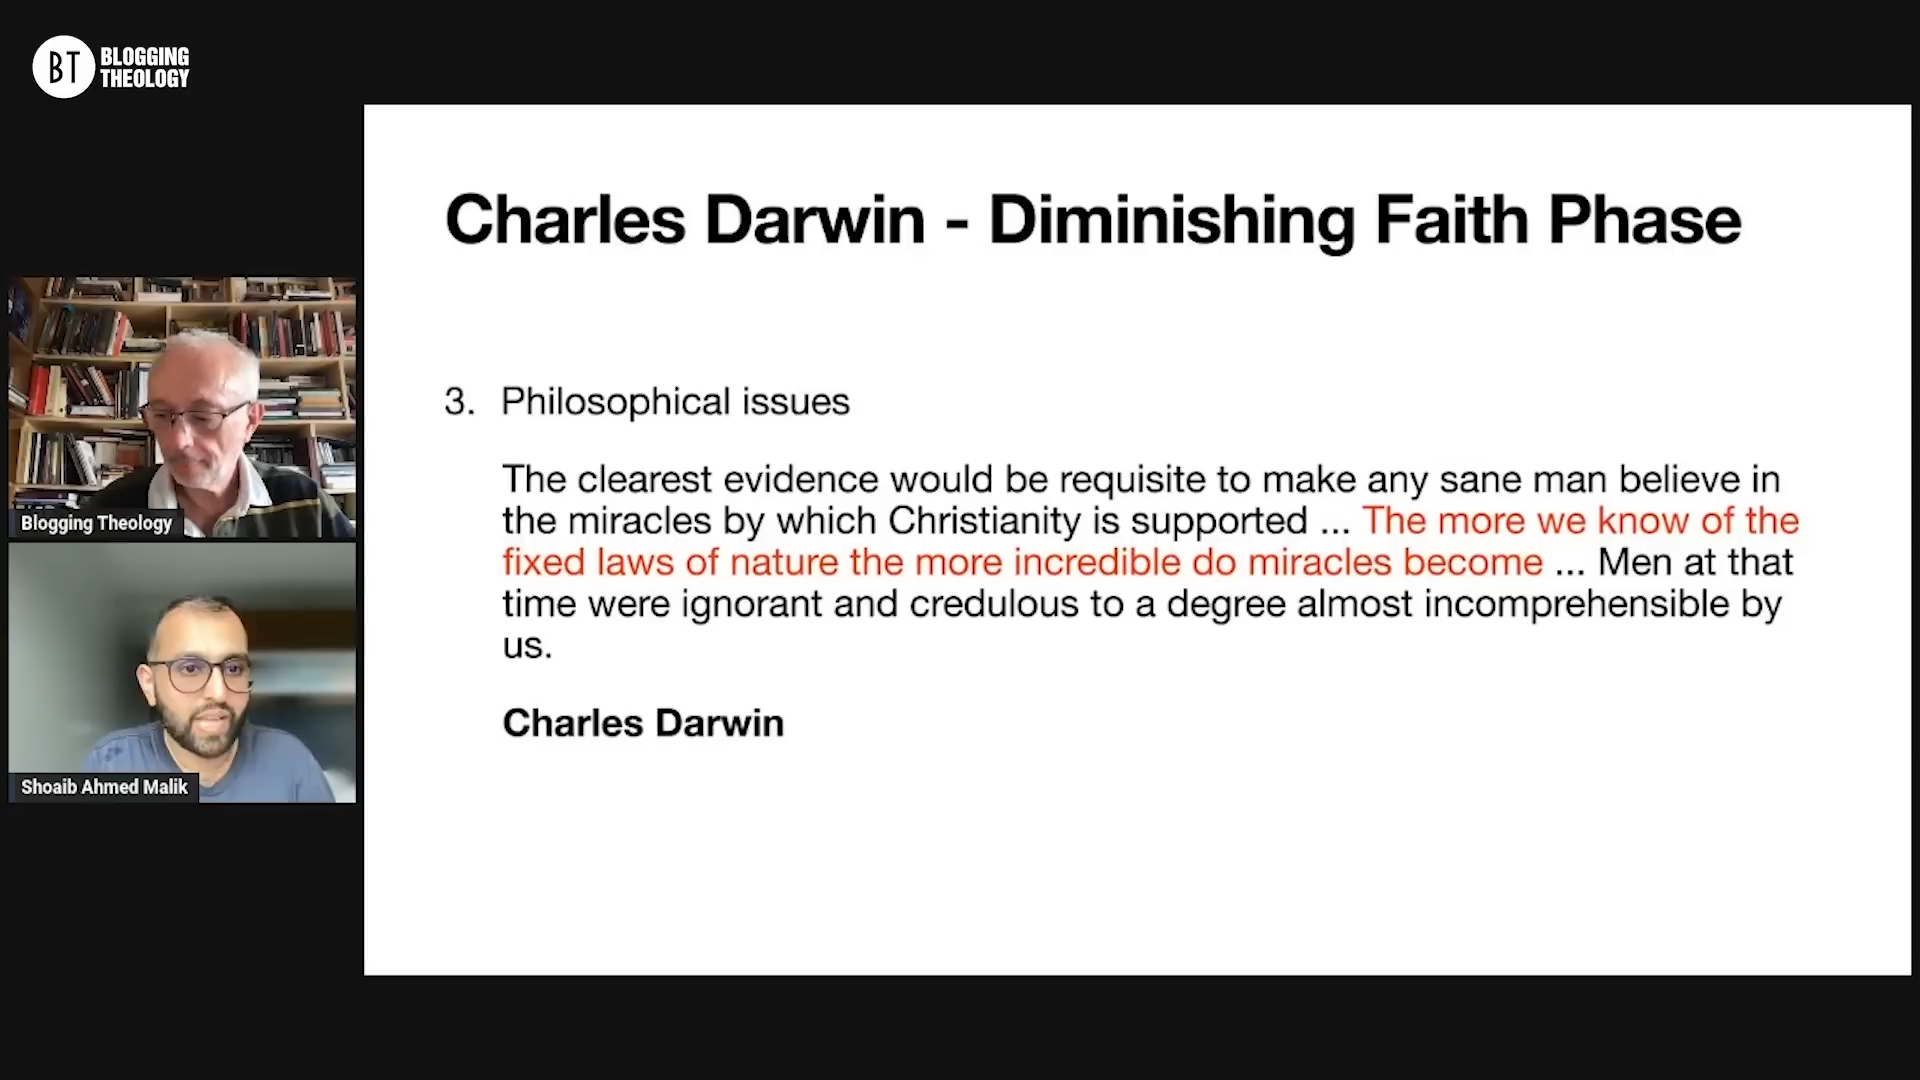 BT BLOGGING
THEOLOGY
Charles Darwin - Diminishing Faith Phase
3. Philosophical issues
The clearest evidence would be requisite to make any sane man believe in
the miracles by which Christianity is supported ... The more we know of the
fixed laws of nature the more incredible do miracles become ... Men at that
time were ignorant and credulous to a degree almost incomprehensible by
us.
Charles Darwin
Blogging Theology
Shoaib Ahmed Malik